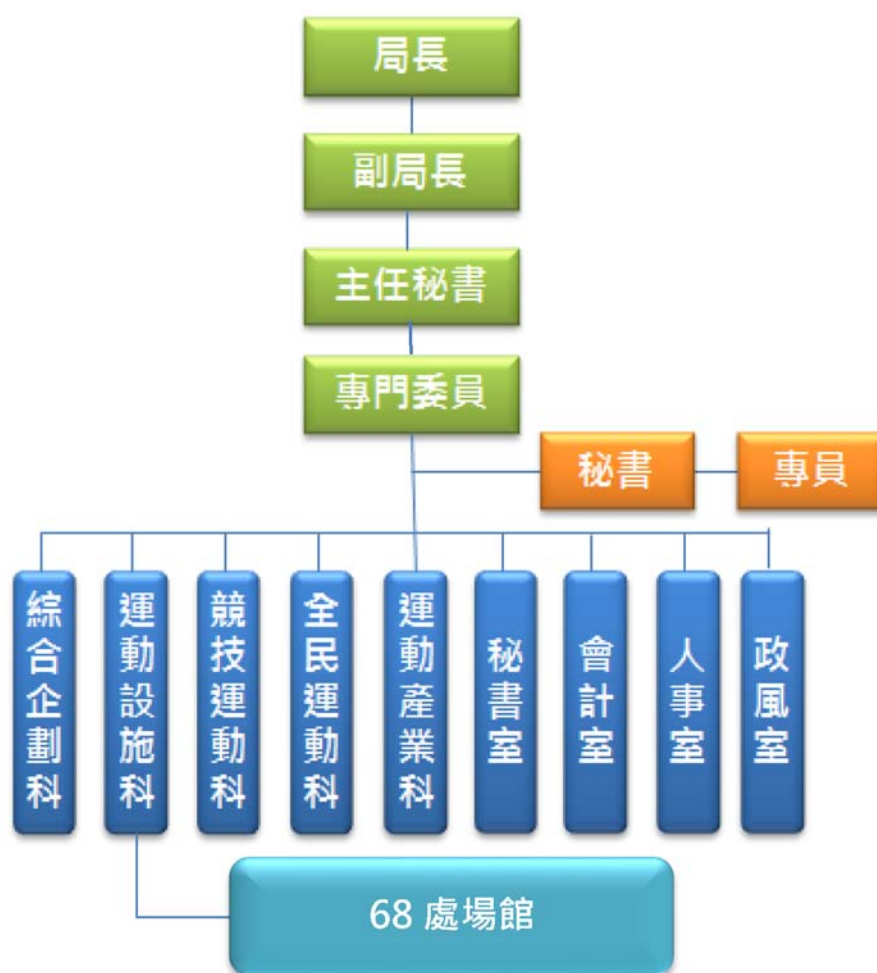 局長
副局長
主任秘書
專門委員
秘書
專員
綜合企劃科
運動設施科
競技運動科
全民運動科
運動產業科
秘書室
會計室
人事室
政風室
68 處場館